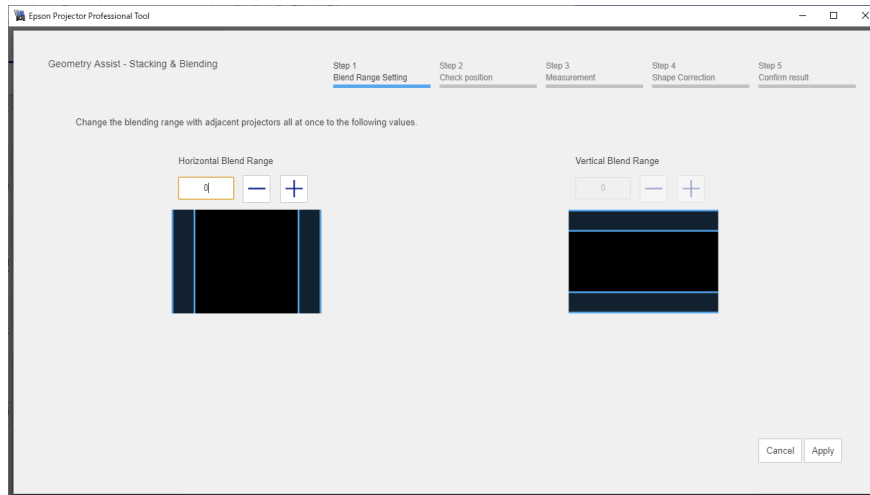 Epson Projector Professional Tool
Geometry Assist - Stacking & Blending
Step 1
Blend Range Setting
Step 2
Check position
Step 3
Measurement
Step 4
Shape Correction
Step 5
Confirm result
Change the blending range with adjacent projectors all at once to the following values.
Horizontal Blend Range
0
Vertical Blend Range
0
Cancel
Apply